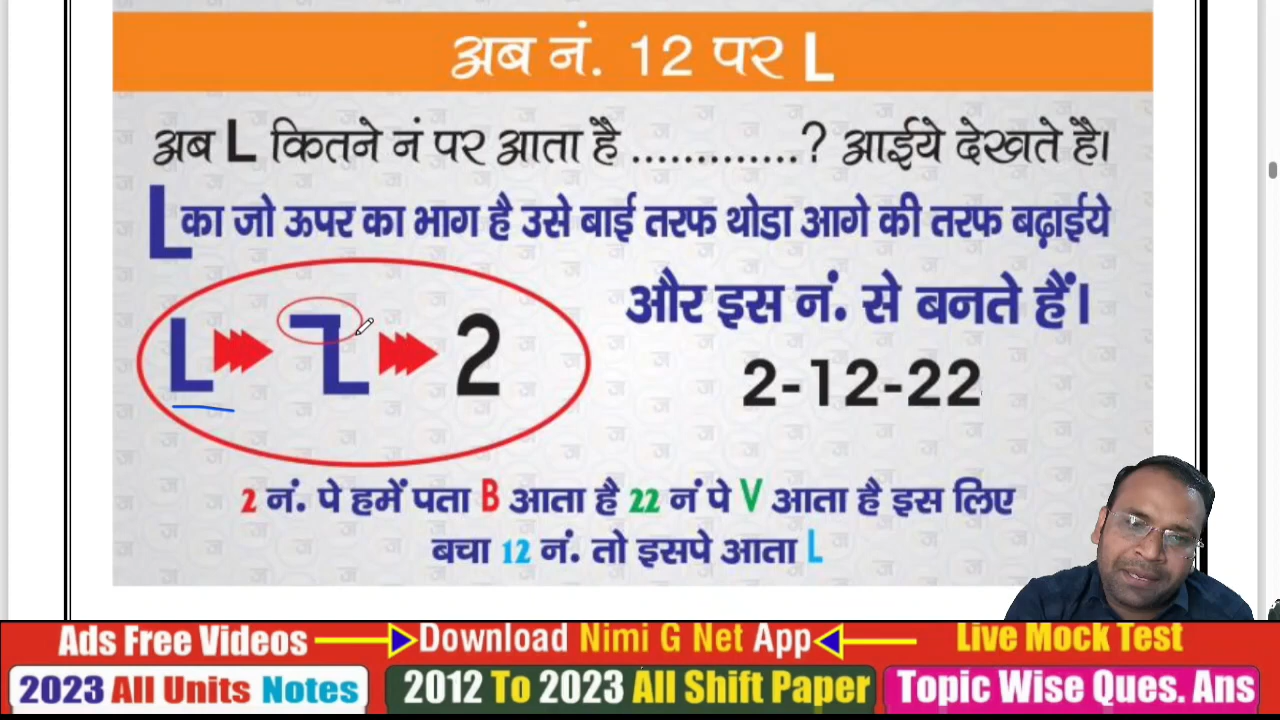 अब नं. 12 पर L
अब L कितने नं पर आता है .............? आईये देखते हैै।
L का जो ऊपर का भाग है उसे बाई तरफ थोडा आगे की तरफ बढ़ाईये
और इस नं. से बनते हैं।
L 2
2-12-22
2 नं. पे हमें पता B आता है 22 नं पे V आता है इस लिए
बचा 12 नं. तो इसपे आता L
Ads Free Videos Download Nimi G Net App Live Mock Test
2023 All Units Notes 2012 To 2023 All Shift Paper Topic Wise Ques. Ans